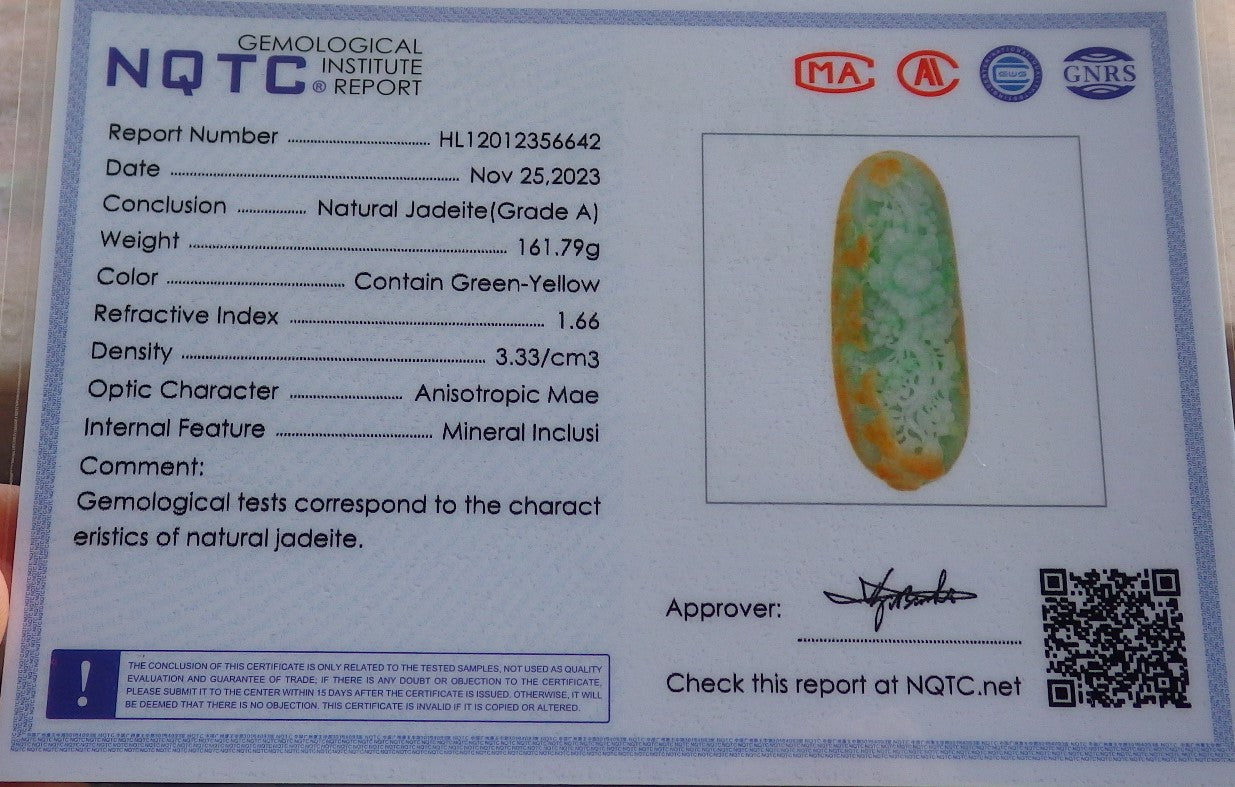 NQTC® GEMOLOGICAL INSTITUTE REPORT
MA
GNRS
Report Number HL12012356642
Date Nov 25,2023
Conclusion Natural Jadeite(Grade A)
Weight 161.79g
Color Contain Green-Yellow
Refractive Index 1.66
Density 3.33/cm3
Optic Character Anisotropic Mae
Internal Feature Mineral Inclusi
Comment:
Gemological tests correspond to the charact
eristics of natural jadeite.
!
THE CONCLUSION OF THIS CERTIFICATE IS ONLY RELATED TO THE TESTED SAMPLES, NOT USED AS QUALITY
EVALUATION AND GUARANTEE OF TRADE; IF THERE IS ANY DOUBT OR OBJECTION TO THE CERTIFICATE,
PLEASE SUBMIT IT TO THE CENTER WITHIN 15 DAYS AFTER THE CERTIFICATE IS ISSUED. OTHERWISE, IT WILL
BE DEEMED THAT THERE IS NO OBJECTION. THIS CERTIFICATE IS INVALID IF IT IS COPIED OR ALTERED.
Approver:
Check this report at NQTC.net